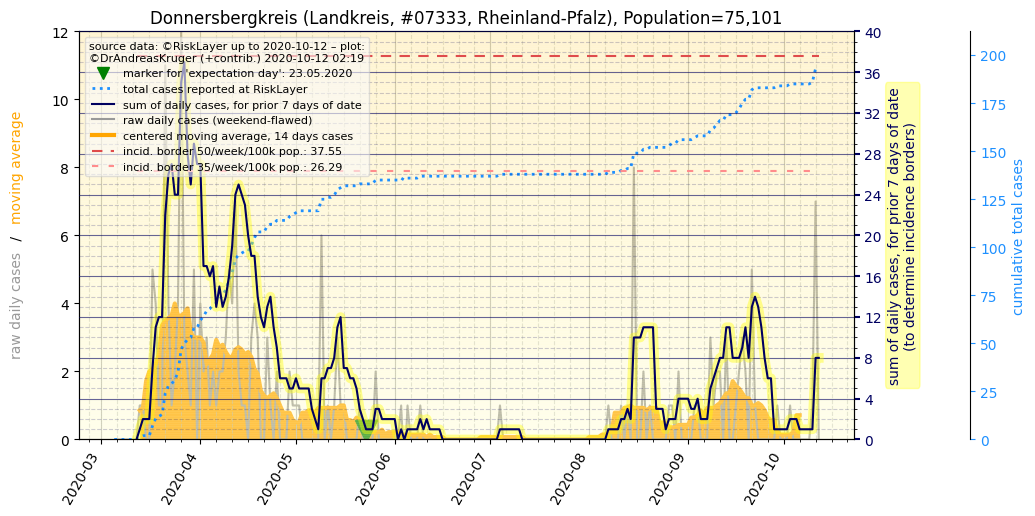 Donnersbergkreis (Landkreis, #07333, Rheinland-Pfalz), Population=75,101
source data: ©RiskLayer up to 2020-10-12 – plot:
©DrAndreasKruger (+contrib.) 2020-10-12 02:19
marker for 'expectation day': 23.05.2020
total cases reported at RiskLayer
sum of daily cases, for prior 7 days of date
raw daily cases (weekend-flawed)
centered moving average, 14 days cases
incid. border 50/week/100k pop.: 37.55
incid. border 35/week/100k pop.: 26.29
raw daily cases / moving average
12
10
8
6
4
2
0
2020-03
2020-04
2020-05
2020-06
2020-07
2020-08
2020-09
2020-10
40
36
32
28
24
20
16
12
8
4
0
sum of daily cases, for prior 7 days of date
(to determine incidence borders)
200
175
150
125
100
75
50
25
0
cumulative total cases